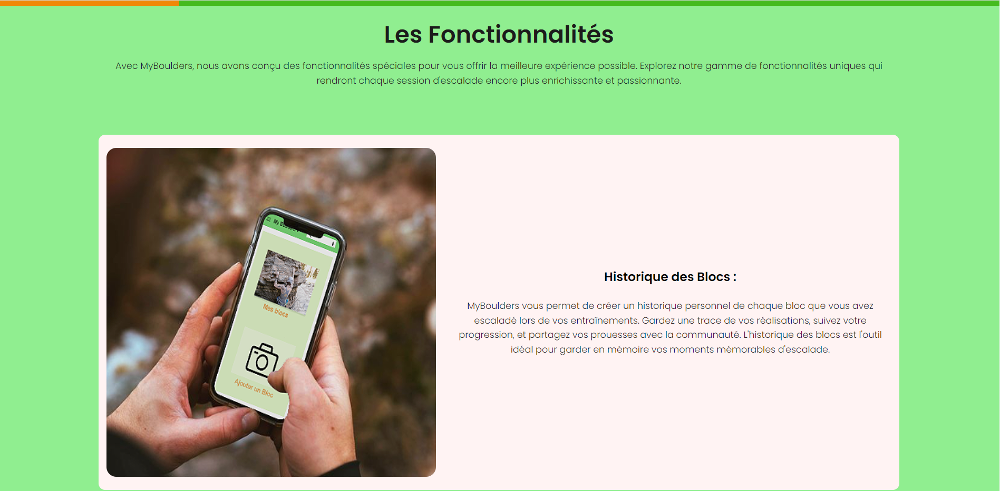 Les Fonctionnalités
Avec MyBoulders, nous avons conçu des fonctionnalités spéciales pour vous offrir la meilleure expérience possible. Explorez notre gamme de fonctionnalités uniques qui
rendront chaque session d'escalade encore plus enrichissante et passionnante.
Mes blocs
Ajouter un Bloc
Historique des Blocs :
MyBoulders vous permet de créer un historique personnel de chaque bloc que vous avez
escaladé lors de vos entraînements. Gardez une trace de vos réalisations, suivez votre
progression, et partagez vos prouesses avec la communauté. L'historique des blocs est l'outil
idéal pour garder en mémoire vos moments mémorables d'escalade.